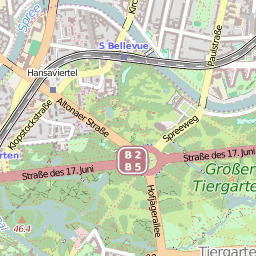 Spree
Kirc
S Bellevue
Paulstraße
Hansaviertel
Klopstockstraße
Altonaer Straße
Spreeweg
rten
B 2
B 5
Straße des 17. Juni
Straße des 17. Juni
Großer
Tiergarte
Hofjägerallee
46.4
Tiergarten